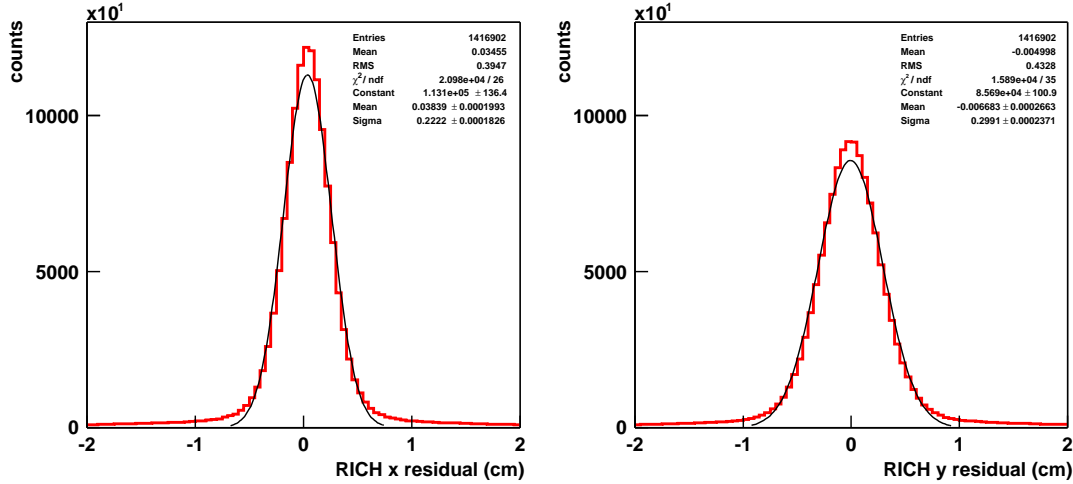 ×10¹
counts
10000
5000
0
-2 -1 0 1 2
RICH x residual (cm)
Entries 1416902
Mean 0.03455
RMS 0.3947
χ²/ ndf 2.098e+04 / 26
Constant 1.131e+05 ± 136.4
Mean 0.03839 ± 0.0001993
Sigma 0.2222 ± 0.0001826
×10¹
counts
10000
5000
0
-2 -1 0 1 2
RICH y residual (cm)
Entries 1416902
Mean -0.004998
RMS 0.4328
χ²/ ndf 1.589e+04 / 35
Constant 8.569e+04 ± 100.9
Mean -0.006683 ± 0.0002663
Sigma 0.2991 ± 0.0002371